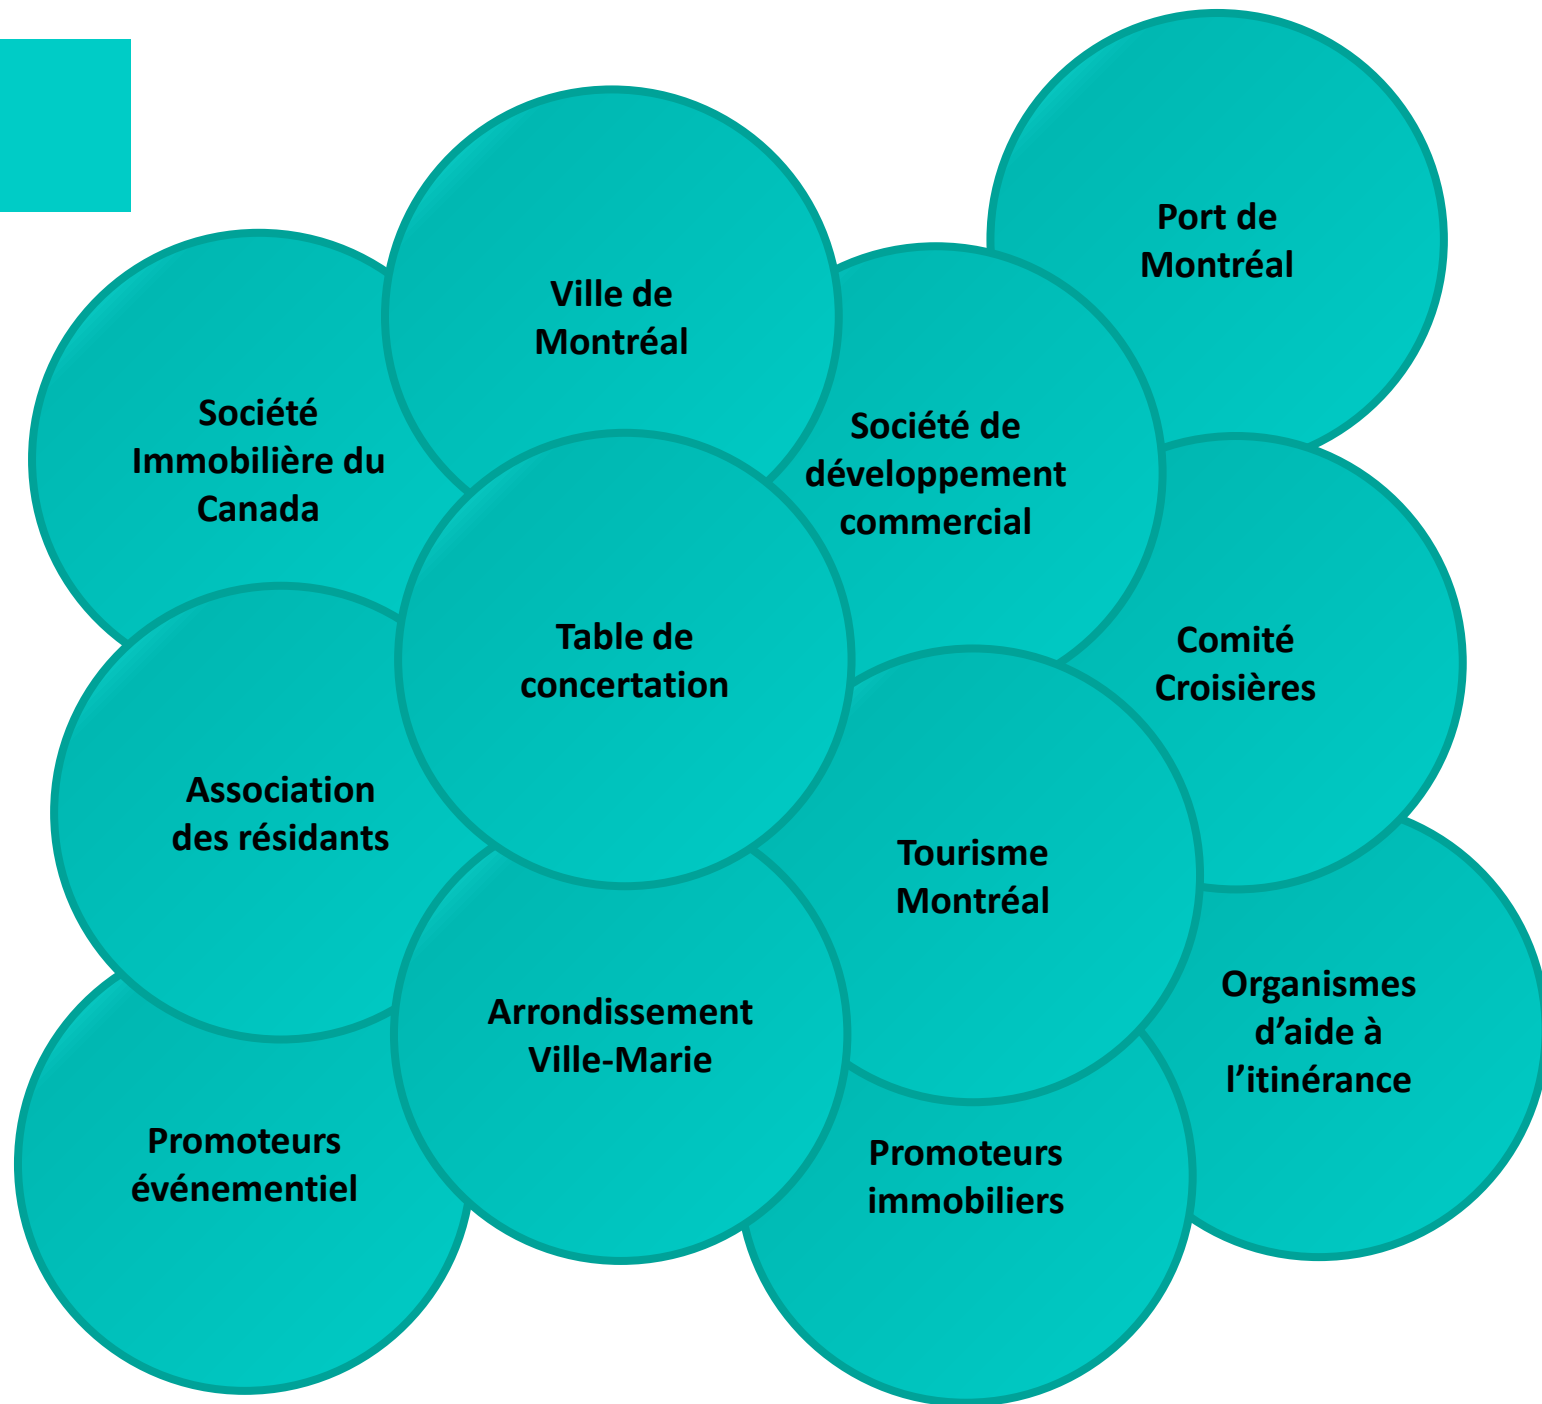 Port de
Montréal
Ville de
Montréal
Société
Immobilière du
Canada
Société de
développement
commercial
Table de
concertation
Comité
Croisières
Association
des résidants
Tourisme
Montréal
Arrondissement
Ville-Marie
Organismes
d’aide à
l’itinérance
Promoteurs
événementiel
Promoteurs
immobiliers